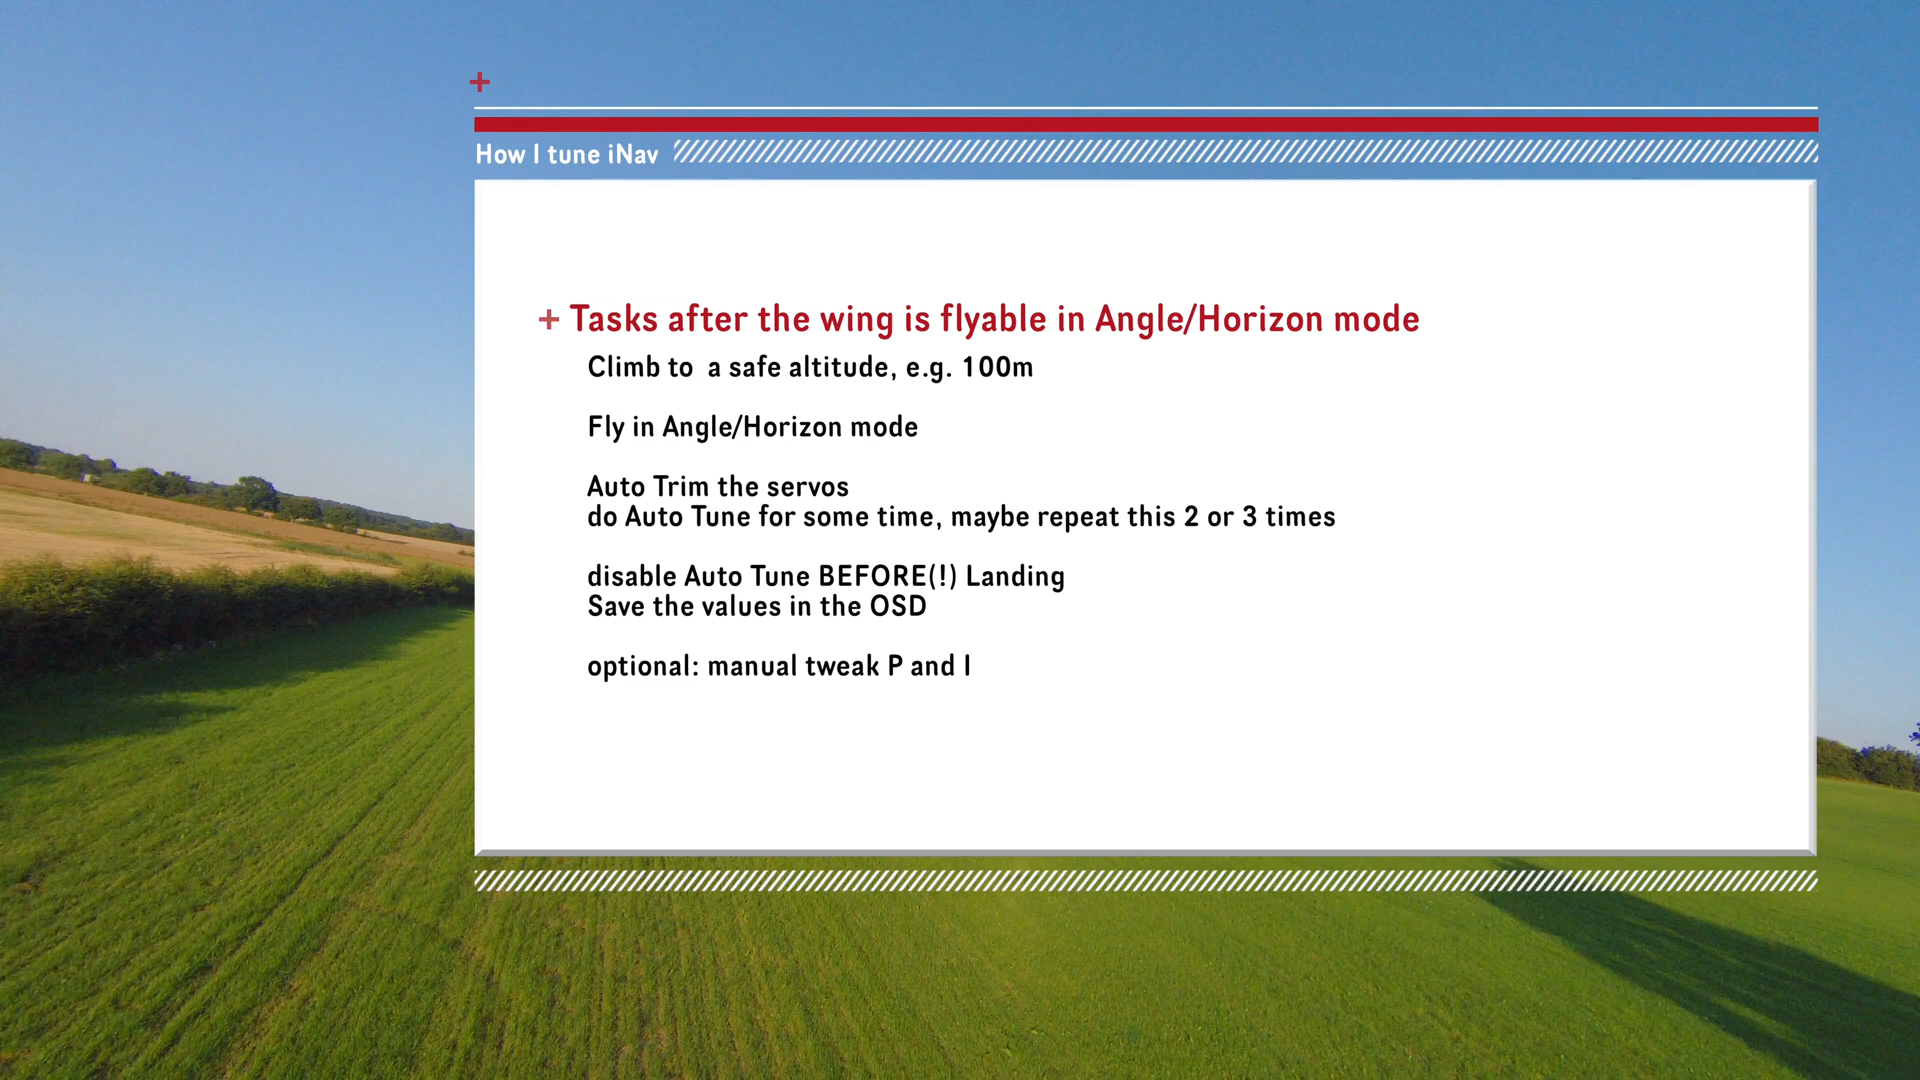 How I tune iNav
+ Tasks after the wing is flyable in Angle/Horizon mode
Climb to  a safe altitude, e.g. 100m
Fly in Angle/Horizon mode
Auto Trim the servos
do Auto Tune for some time, maybe repeat this 2 or 3 times
disable Auto Tune BEFORE(!) Landing
Save the values in the OSD
optional: manual tweak P and I